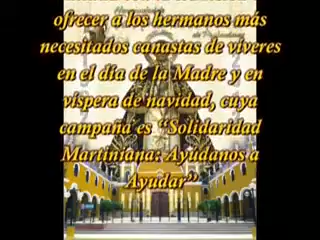 ofrecer a los hermanos más
necesitados canastas de víveres
en el día de la Madre y en
víspera de navidad, cuya
campaña es “Solidaridad
Martiniana: Ayúdanos a
Ayudar”